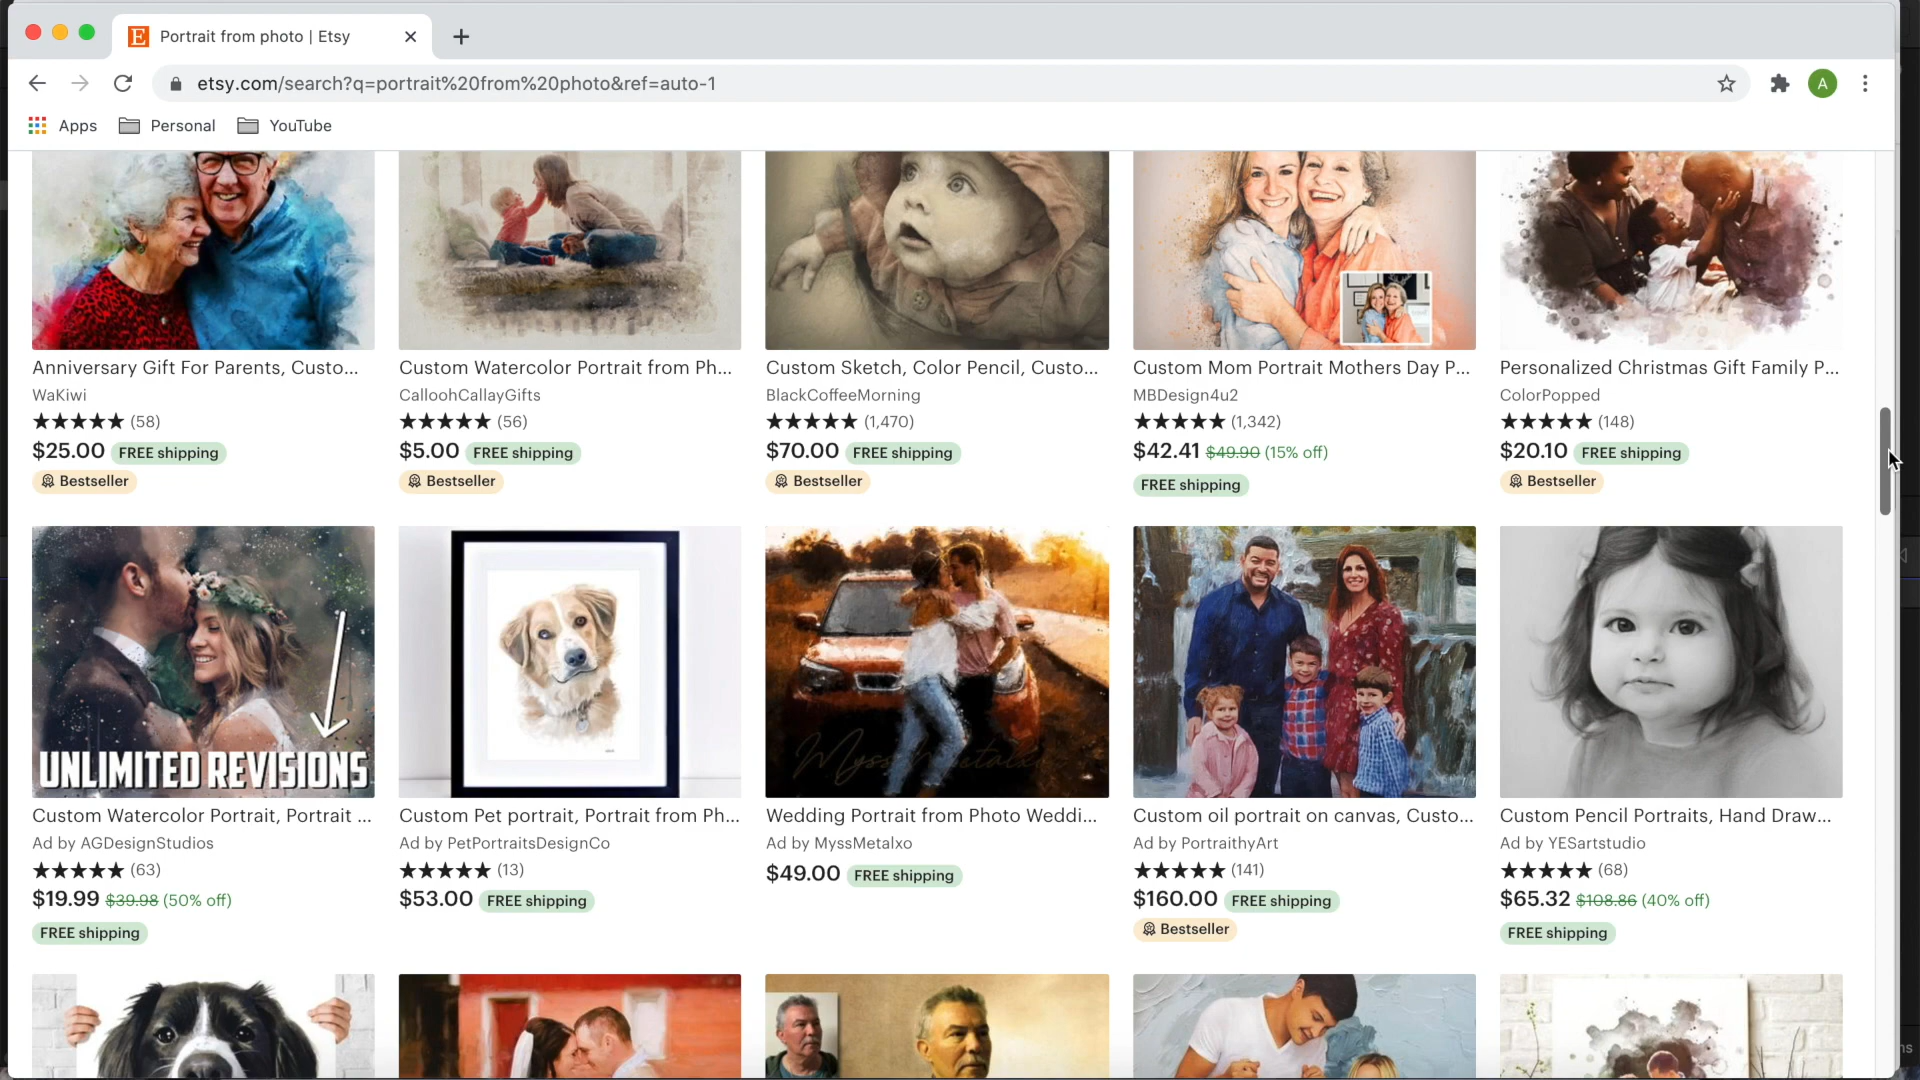 Portrait from photo | Etsy
etsy.com/search?q=portrait%20from%20photo&ref=auto-1
A
Apps
Personal
YouTube
Anniversary Gift For Parents, Custo...
WaKiwi
(58)
$25.00 FREE shipping
Bestseller
Custom Watercolor Portrait from Ph...
CalloohCallayGifts
(56)
$5.00 FREE shipping
Bestseller
Custom Sketch, Color Pencil, Custo...
BlackCoffeeMorning
(1,470)
$70.00 FREE shipping
Bestseller
Custom Mom Portrait Mothers Day P...
MBDesign4u2
(1,342)
$42.41 $49.90 (15% off)
FREE shipping
Personalized Christmas Gift Family P...
ColorPopped
(148)
$20.10 FREE shipping
Bestseller
UNLIMITED REVISIONS
Custom Watercolor Portrait, Portrait ...
Ad by AGDesignStudios
(63)
$19.99 $39.98 (50% off)
FREE shipping
Custom Pet portrait, Portrait from Ph...
Ad by PetPortraitsDesignCo
(13)
$53.00 FREE shipping
Wedding Portrait from Photo Weddi...
Ad by MyssMetalxo
$49.00 FREE shipping
Custom oil portrait on canvas, Custo...
Ad by PortraithyArt
(141)
$160.00 FREE shipping
Bestseller
Custom Pencil Portraits, Hand Draw...
Ad by YESartstudio
(68)
$65.32 $108.86 (40% off)
FREE shipping